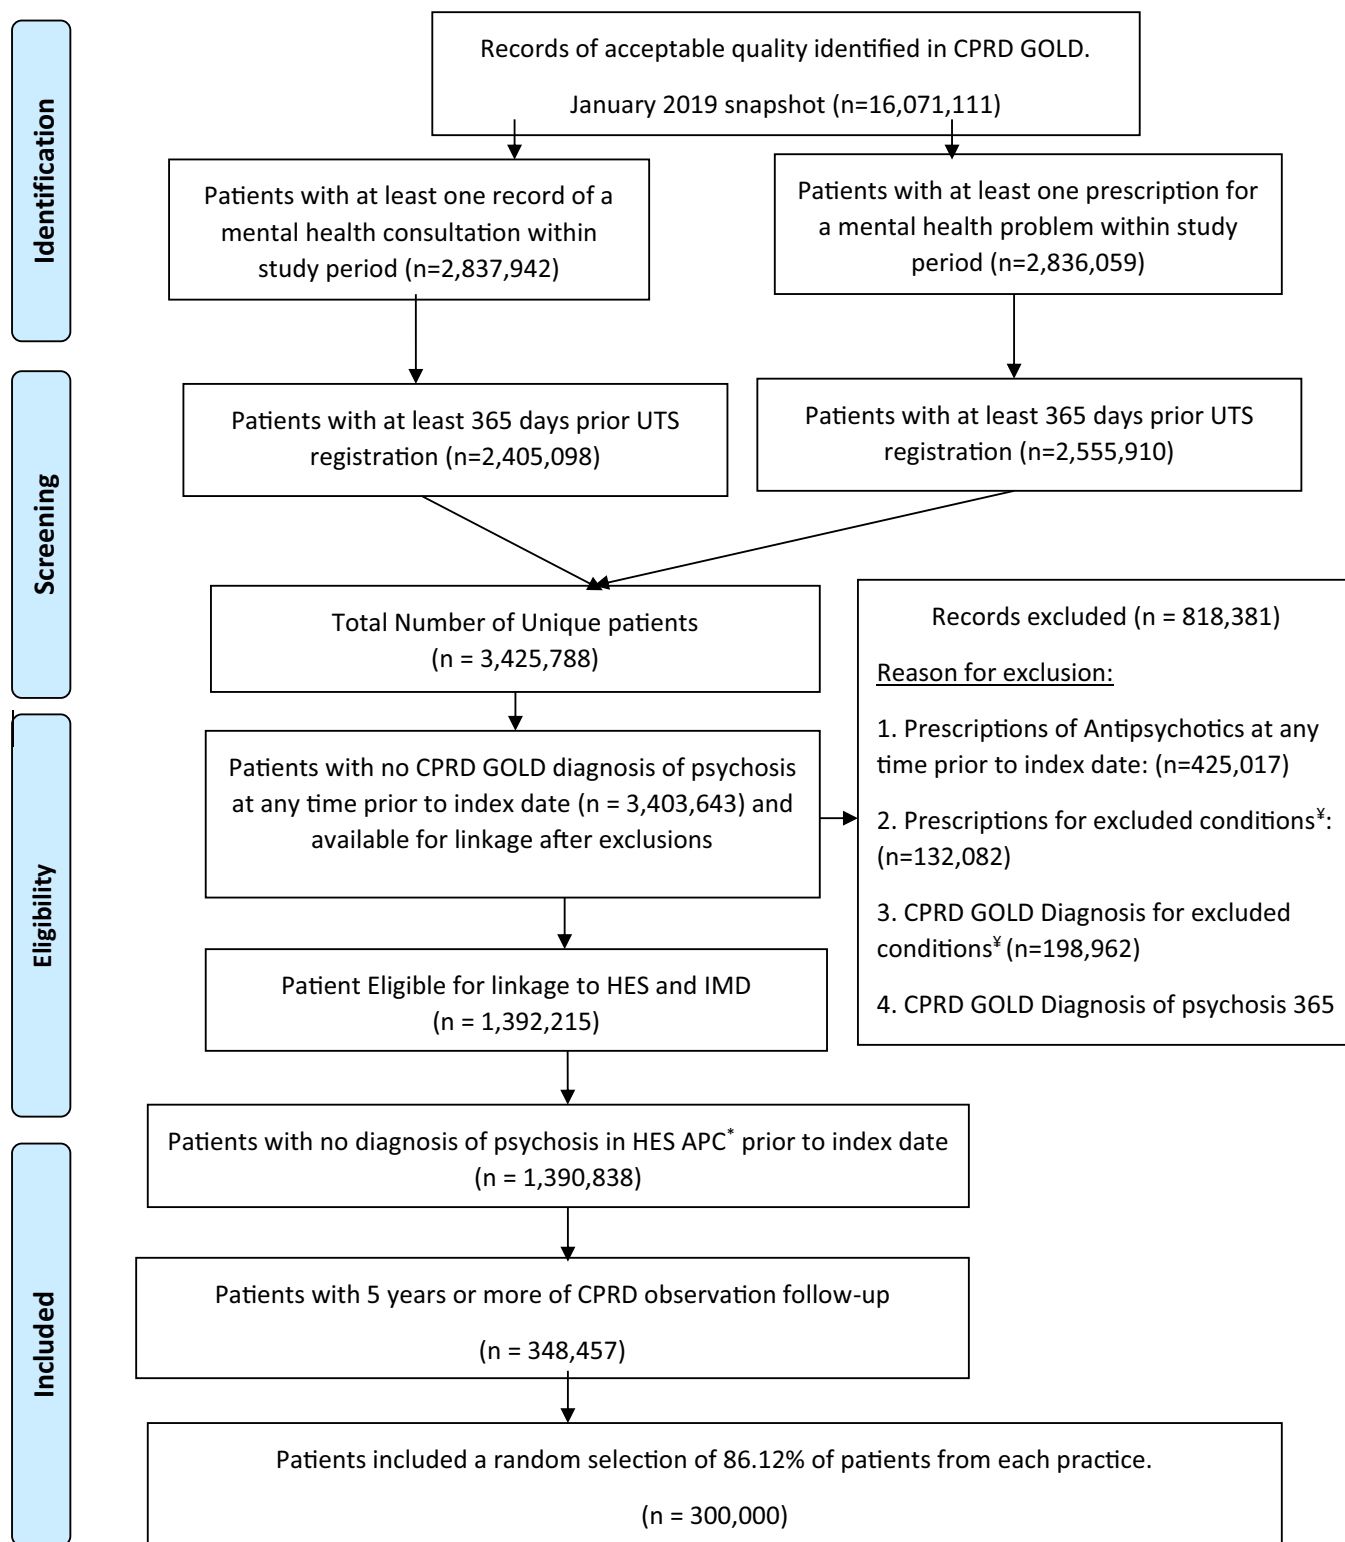 Identification
Records of acceptable quality identified in CPRD GOLD.
January 2019 snapshot (n=16,071,111)
Patients with at least one record of a
mental health consultation within
study period (n=2,837,942)
Patients with at least one prescription for
a mental health problem within study
period (n=2,836,059)
Screening
Patients with at least 365 days prior UTS
registration (n=2,405,098)
Patients with at least 365 days prior UTS
registration (n=2,555,910)
Total Number of Unique patients
(n = 3,425,788)
Records excluded (n = 818,381)
Reason for exclusion:
1. Prescriptions of Antipsychotics at any
time prior to index date: (n=425,017)
2. Prescriptions for excluded conditions¥:
(n=132,082)
3. CPRD GOLD Diagnosis for excluded
conditions¥ (n=198,962)
4. CPRD GOLD Diagnosis of psychosis 365
Eligibility
Patients with no CPRD GOLD diagnosis of psychosis
at any time prior to index date (n = 3,403,643) and
available for linkage after exclusions
Patient Eligible for linkage to HES and IMD
(n = 1,392,215)
Patients with no diagnosis of psychosis in HES APC* prior to index date
(n = 1,390,838)
Included
Patients with 5 years or more of CPRD observation follow-up
(n = 348,457)
Patients included a random selection of 86.12% of patients from each practice.
(n = 300,000)